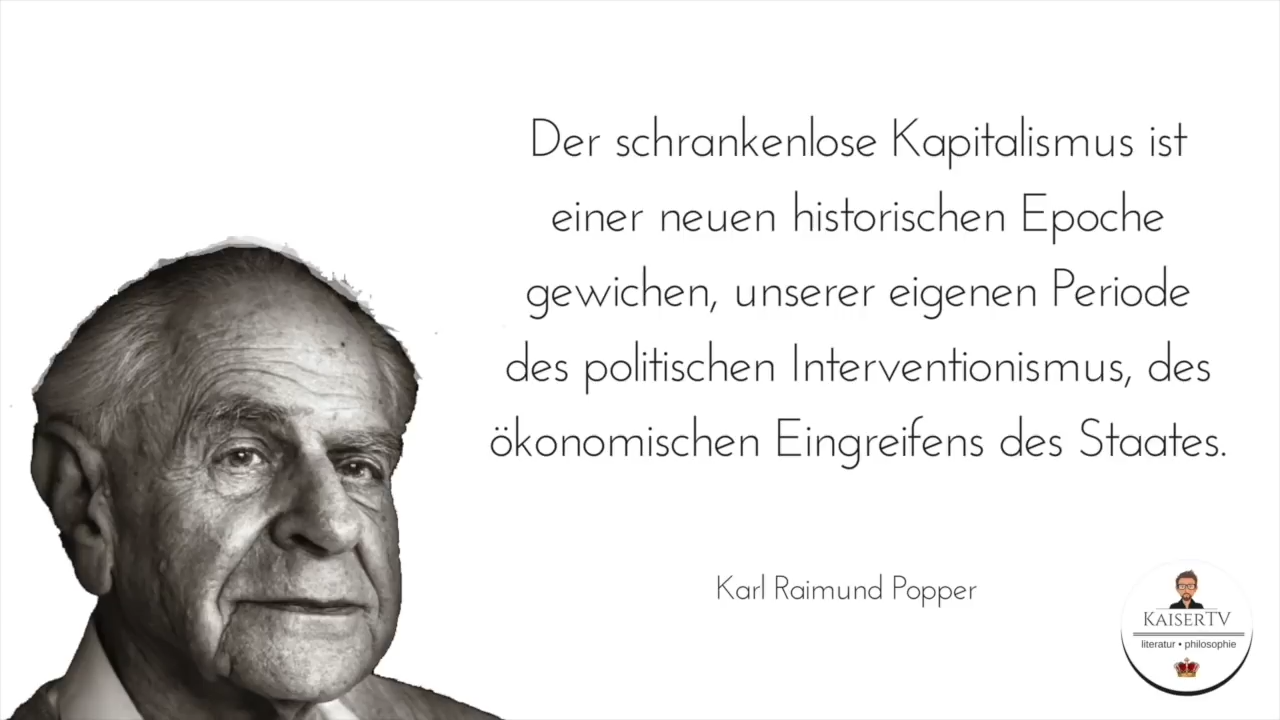 Der schrankenlose Kapitalismus ist
einer neuen historischen Epoche
gewichen, unserer eigenen Periode
des politischen Interventionismus, des
ökonomischen Eingreifens des Staates.
Karl Raimund Popper
KAISERTV
literatur • philosophie